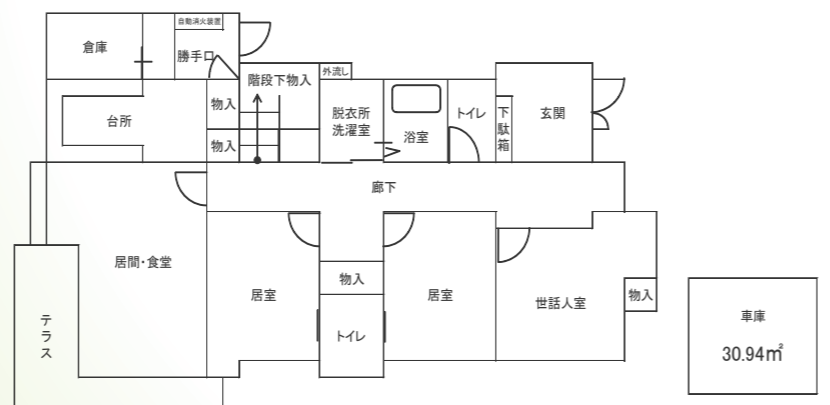 自動消火装置
倉庫
勝手口
階段下物入
外流し
物入
台所
脱衣所
洗濯室
浴室
トイレ
下駄箱
玄関
物入
廊下
居間・食堂
居室
物入
居室
世話人室
物入
トイレ
テラス
車庫
30.94㎡